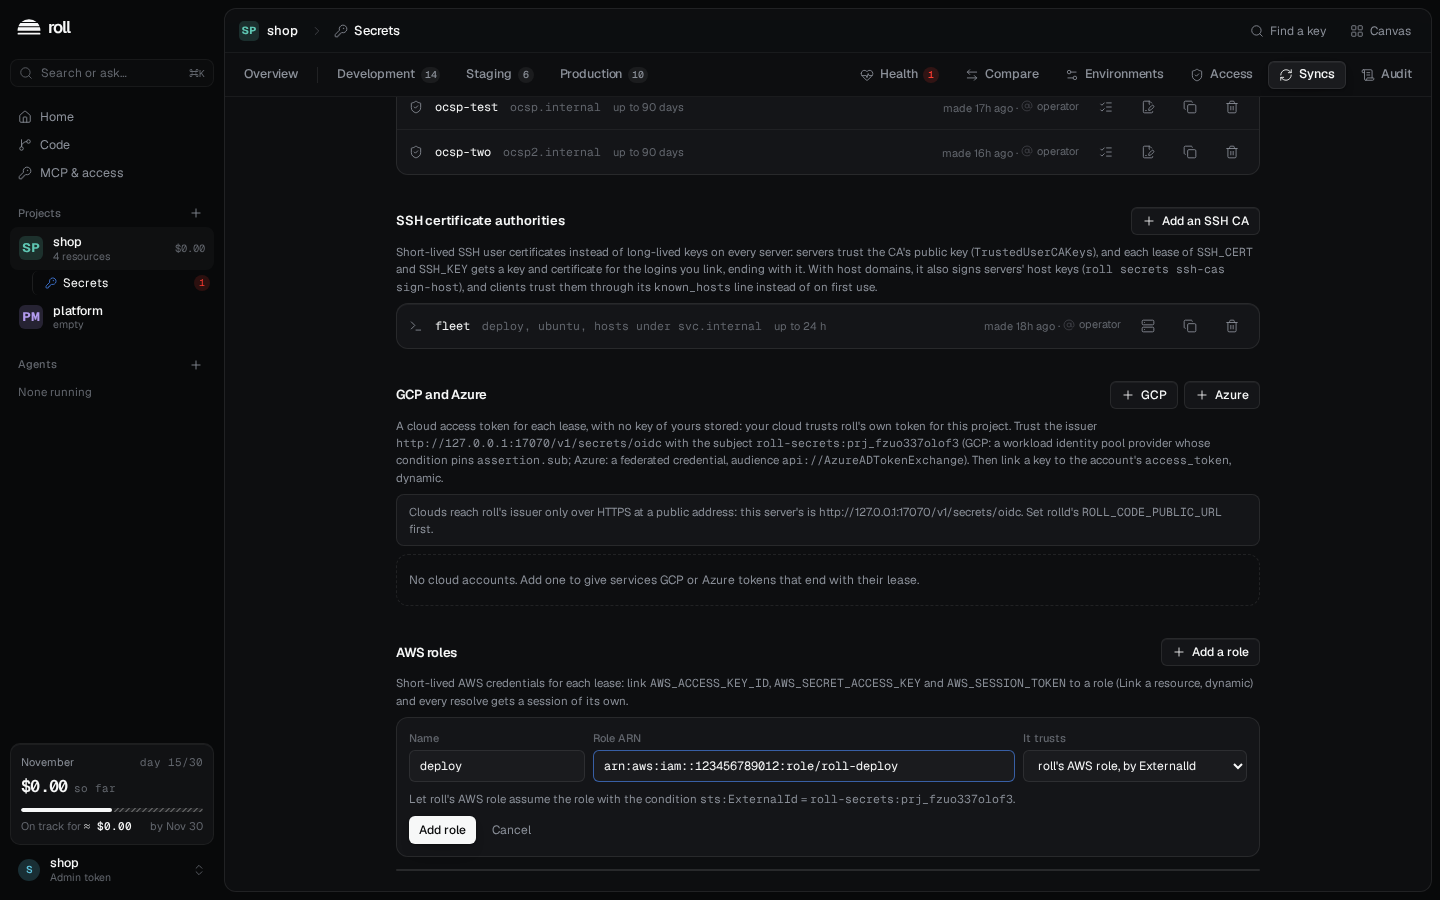 roll
Search or ask... ⌘K
Home
Code
MCP & access
Projects
SP shop $0.00
4 resources
Secrets 1
PM platform
empty
Agents
None running
November day 15/30
$0.00 so far
On track for ≈ $0.00 by Nov 30
S shop
Admin token
SP shop > Secrets
Find a key Canvas
Overview Development 14 Staging 6 Production 10 Health 1 Compare Environments Access Syncs Audit
ocsp-test ocsp.internal up to 90 days made 17h ago · @ operator
ocsp-two ocsp2.internal up to 90 days made 16h ago · @ operator
SSH certificate authorities + Add an SSH CA
Short-lived SSH user certificates instead of long-lived keys on every server: servers trust the CA's public key (TrustedUserCAKeys), and each lease of SSH_CERT
and SSH_KEY gets a key and certificate for the logins you link, ending with it. With host domains, it also signs servers' host keys (roll secrets ssh-cas
sign-host), and clients trust them through its known_hosts line instead of on first use.
fleet deploy, ubuntu, hosts under svc.internal up to 24 h made 18h ago · @ operator
GCP and Azure + GCP + Azure
A cloud access token for each lease, with no key of yours stored: your cloud trusts roll's own token for this project. Trust the issuer
http://127.0.0.1:17070/v1/secrets/oidc with the subject roll-secrets:prj_fzuo337olof3 (GCP: a workload identity pool provider whose
condition pins assertion.sub; Azure: a federated credential, audience api://AzureADTokenExchange). Then link a key to the account's access_token,
dynamic.
Clouds reach roll's issuer only over HTTPS at a public address: this server's is http://127.0.0.1:17070/v1/secrets/oidc. Set rolld's ROLL_CODE_PUBLIC_URL
first.
No cloud accounts. Add one to give services GCP or Azure tokens that end with their lease.
AWS roles + Add a role
Short-lived AWS credentials for each lease: link AWS_ACCESS_KEY_ID, AWS_SECRET_ACCESS_KEY and AWS_SESSION_TOKEN to a role (Link a resource, dynamic)
and every resolve gets a session of its own.
Name Role ARN It trusts
deploy arn:aws:iam::123456789012:role/roll-deploy roll's AWS role, by ExternalId
Let roll's AWS role assume the role with the condition sts:ExternalId = roll-secrets:prj_fzuo337olof3.
Add role Cancel